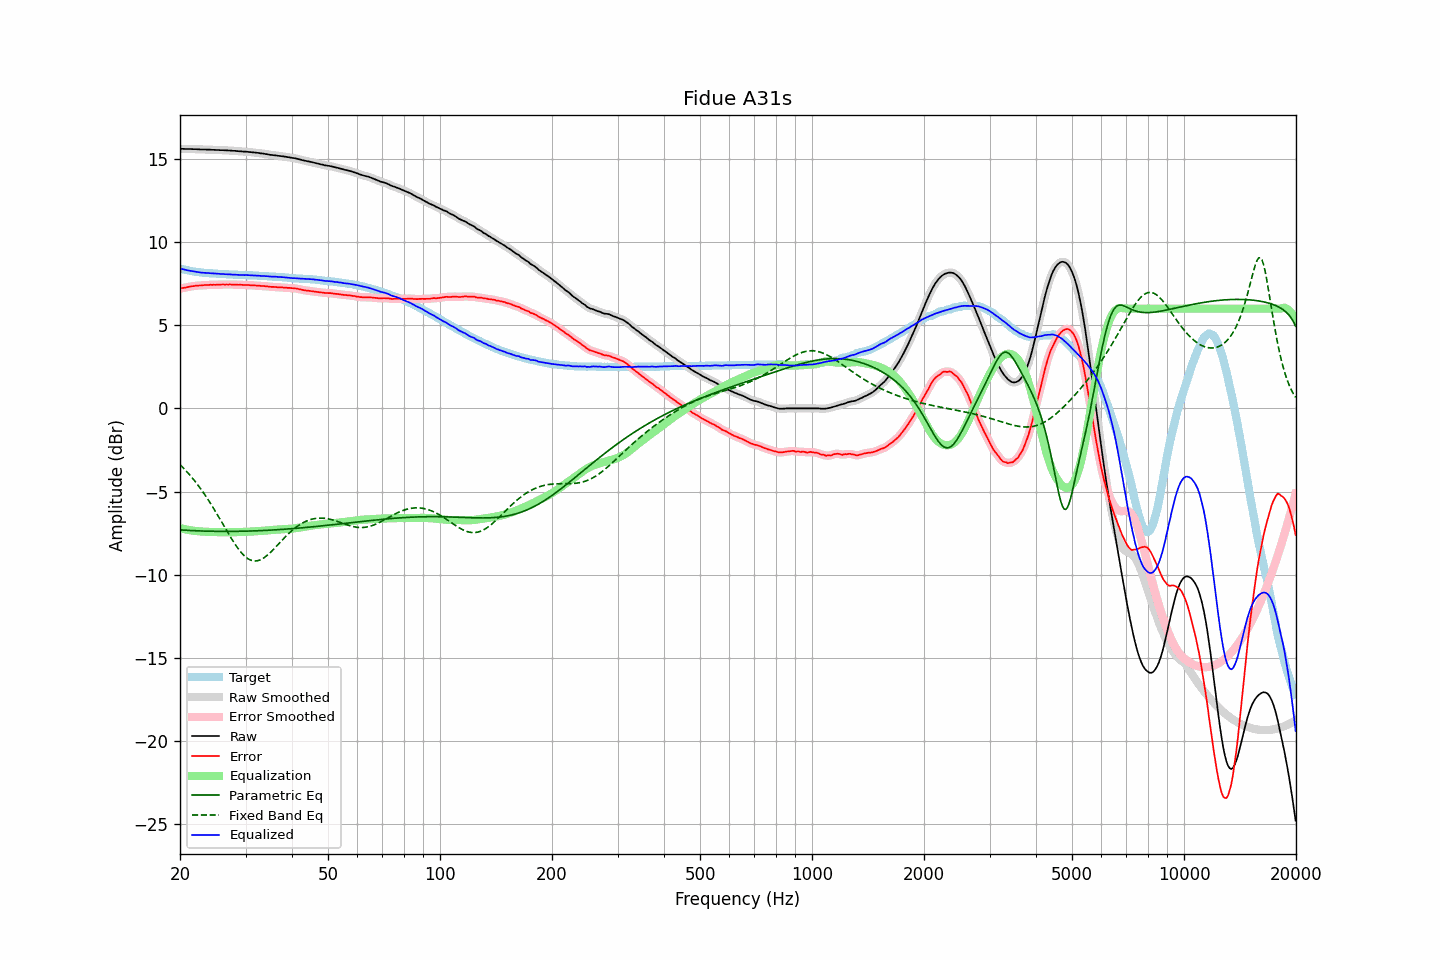 Fidue A31s
Amplitude (dBr)
15
10
5
0
−5
−10
−15
−20
−25
Target
Raw Smoothed
Error Smoothed
Raw
Error
Equalization
Parametric Eq
Fixed Band Eq
Equalized
20 50 100 200 500 1000 2000 5000 10000 20000
Frequency (Hz)